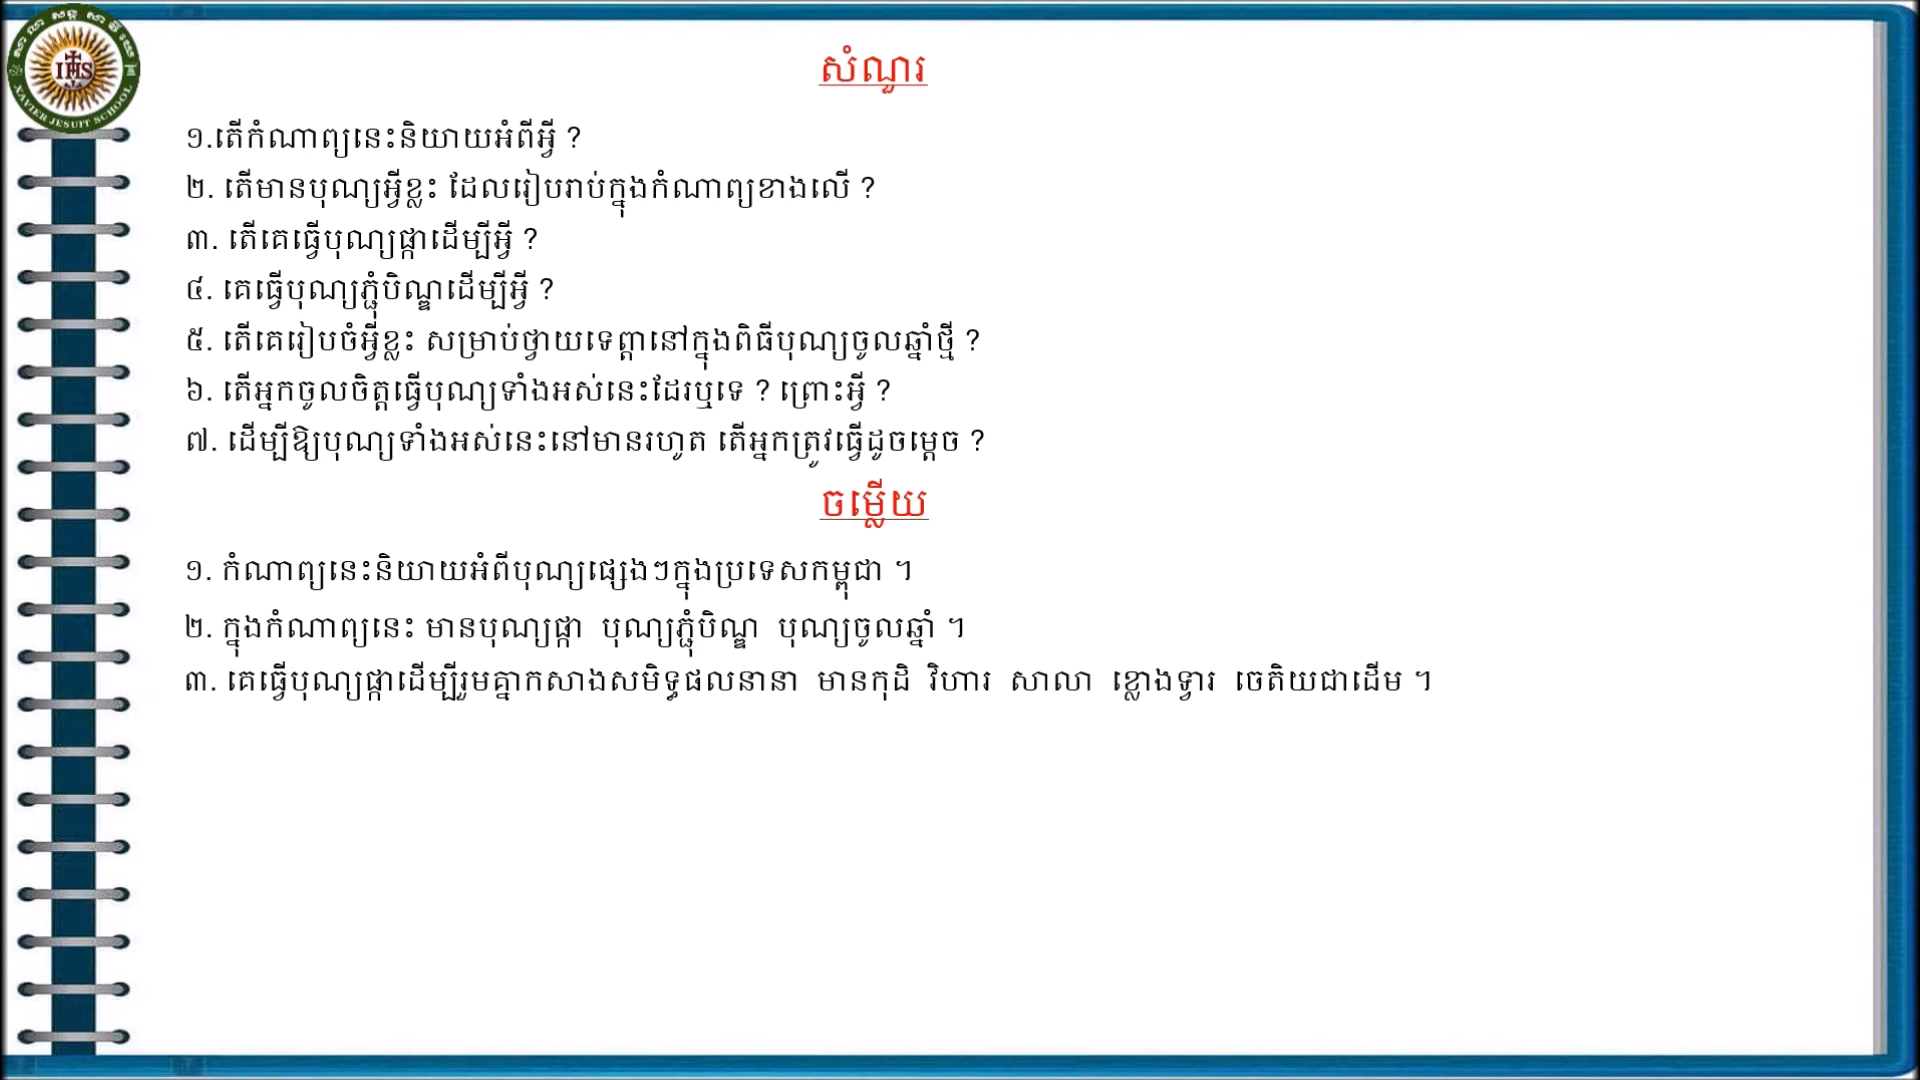 សាលា សន្ត សាវីយេ
XAVIER JESUIT SCHOOL
IHS
សំណួរ
១.តើកំណាព្យនេះនិយាយអំពីអ្វី ?
២. តើមានបុណ្យអ្វីខ្លះ ដែលរៀបរាប់ក្នុងកំណាព្យខាងលើ ?
៣. តើគេធ្វើបុណ្យផ្កាដើម្បីអ្វី ?
៤. គេធ្វើបុណ្យភ្ជុំបិណ្ឌដើម្បីអ្វី ?
៥. តើគេរៀបចំអ្វីខ្លះ សម្រាប់ថ្វាយទេព្តានៅក្នុងពិធីបុណ្យចូលឆ្នាំថ្មី ?
៦. តើអ្នកចូលចិត្តធ្វើបុណ្យទាំងអស់នេះដែរឬទេ ? ព្រោះអ្វី ?
៧. ដើម្បីឱ្យបុណ្យទាំងអស់នេះនៅមានរហូត តើអ្នកត្រូវធ្វើដូចម្តេច ?
ចម្លើយ
១. កំណាព្យនេះនិយាយអំពីបុណ្យផ្សេងៗក្នុងប្រទេសកម្ពុជា ។
២. ក្នុងកំណាព្យនេះ មានបុណ្យផ្កា បុណ្យភ្ជុំបិណ្ឌ បុណ្យចូលឆ្នាំ ។
៣. គេធ្វើបុណ្យផ្កាដើម្បីរួមគ្នាកសាងសមិទ្ធផលនានា មានកុដិ វិហារ សាលា ខ្លោងទ្វារ ចេតិយជាដើម ។